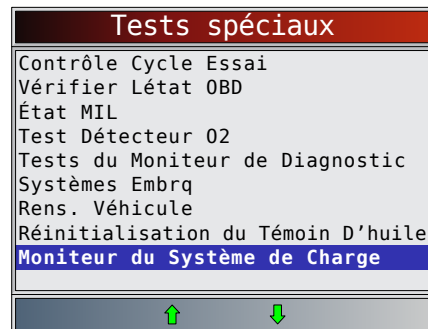 Tests spéciaux
Contrôle Cycle Essai
Vérifier Létat OBD
État MIL
Test Détecteur O2
Tests du Moniteur de Diagnostic
Systèmes Embrq
Rens. Véhicule
Réinitialisation du Témoin D'huile
Moniteur du Système de Charge